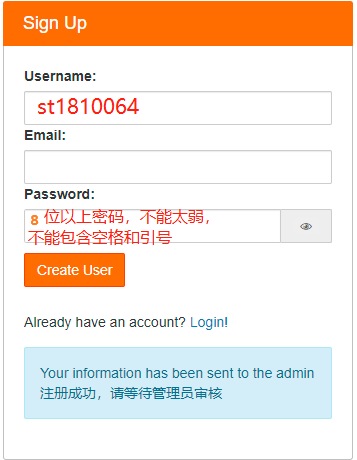 Sign Up
Username:
st1810064
Email:
Password:
8 位以上密码，不能太弱，
不能包含空格和引号
Create User
Already have an account? Login!
Your information has been sent to the admin
注册成功，请等待管理员审核